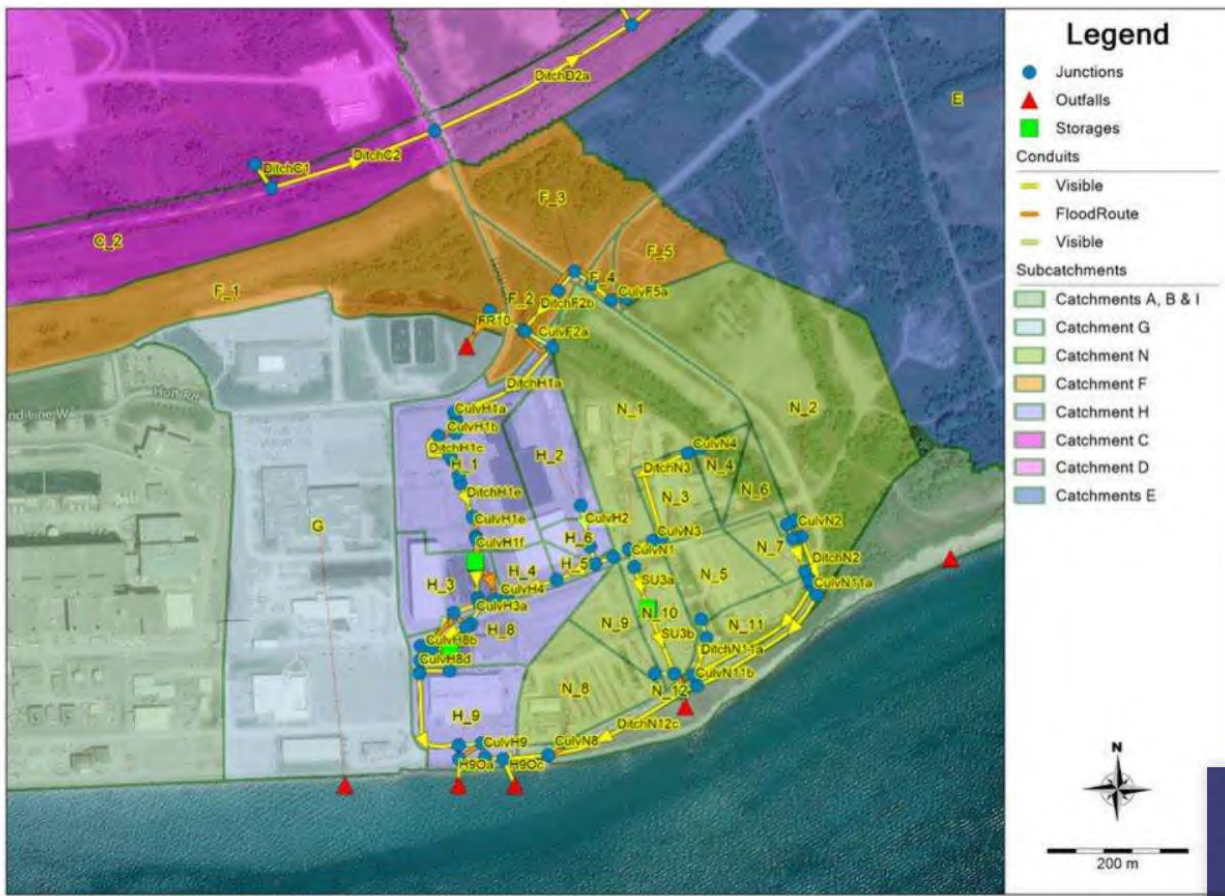 Legend
Junctions
Outfalls
Storages
Conduits
Visible
FloodRoute
Visible
Subcatchments
Catchments A, B & I
Catchment G
Catchment N
Catchment F
Catchment H
Catchment C
Catchment D
Catchments E
N
200 m
DitchD2a
E
DitchC2
DitchC1
C_2
F_3
F_5
F_1
F_4
CulvF5a
F_2
DitchF2b
FR10
CulvF2a
DitchH1a
CulvH1a
CulvH1b
DitchH1c
H_1
H_2
N_1
N_2
CulvN4
N_4
DitchN3
N_3
N_6
DitchH1e
CulvH1e
CulvH1f
CulvH2
CulvN2
G
H_6
CulvN1
CulvN3
N_7
DitchN2
H_3
H_4
H_5
SU3a
N_5
CulvN11a
CulvH4
CulvH3a
N_10
H_8
N_9
SU3b
N_11
CulvH8b
CulvH8d
DitchN11a
CulvN11b
N_8
N_12
H_9
DitchN12c
CulvH9
CulvN8
H9Oa
H9Oc